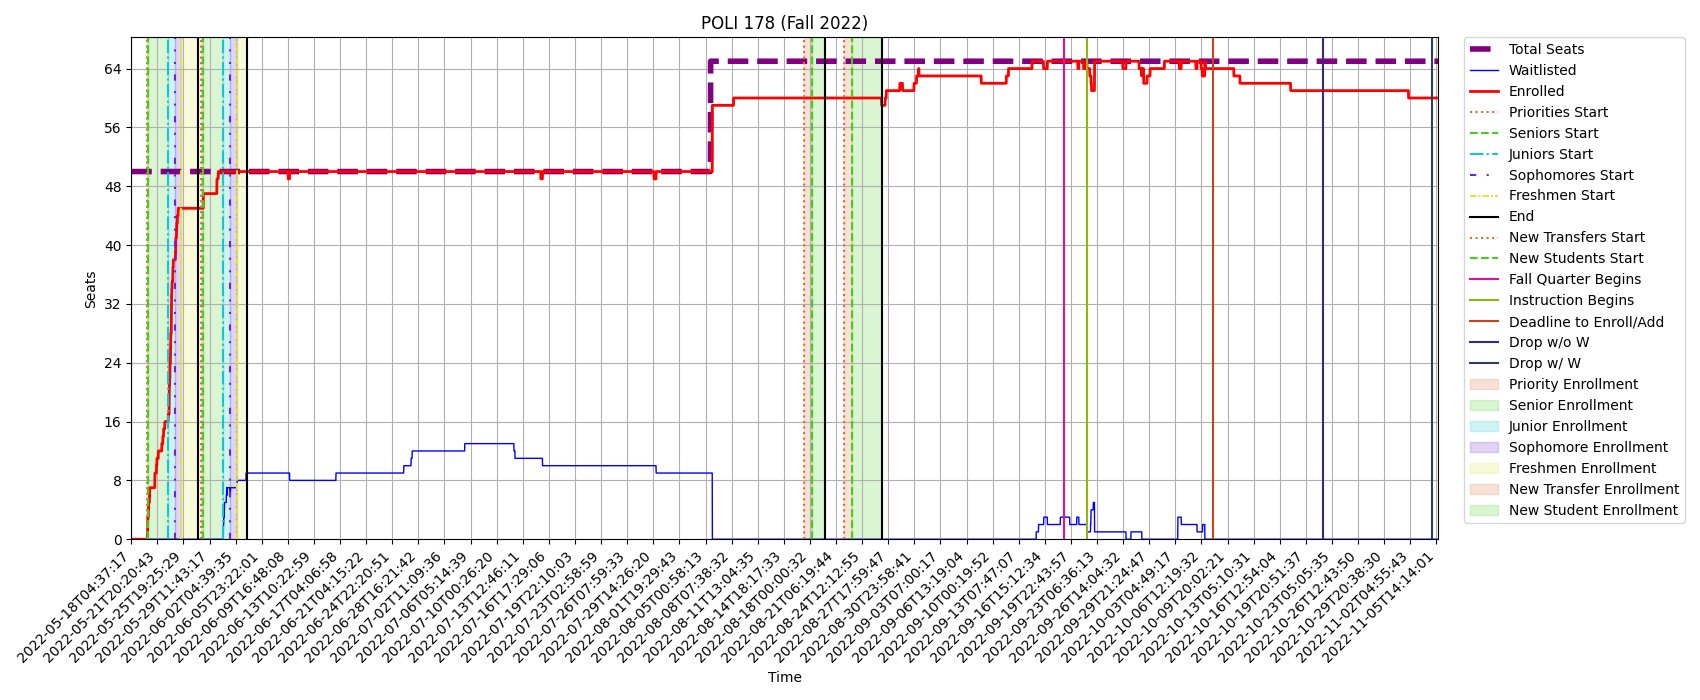 POLI 178 (Fall 2022)
Seats
64
56
48
40
32
24
16
8
0
2022-05-18T04:37:17
2022-05-21T20:20:43
2022-05-25T19:25:29
2022-05-29T11:43:17
2022-06-02T04:39:35
2022-06-05T23:22:01
2022-06-09T16:48:08
2022-06-13T10:22:59
2022-06-17T04:06:58
2022-06-21T04:15:22
2022-06-24T22:20:51
2022-06-28T16:21:42
2022-07-02T11:09:36
2022-07-06T05:14:39
2022-07-10T00:26:20
2022-07-13T12:46:11
2022-07-16T17:29:06
2022-07-19T22:10:03
2022-07-23T02:58:59
2022-07-26T07:59:33
2022-07-29T14:26:20
2022-08-01T19:29:43
2022-08-05T00:58:13
2022-08-08T07:38:32
2022-08-11T13:04:35
2022-08-14T18:17:33
2022-08-18T00:00:32
2022-08-21T06:19:44
2022-08-24T12:12:55
2022-08-27T17:59:47
2022-08-30T23:58:41
2022-09-03T07:00:17
2022-09-06T13:19:04
2022-09-10T00:19:52
2022-09-13T07:47:07
2022-09-16T15:12:34
2022-09-19T22:43:57
2022-09-23T06:36:13
2022-09-26T14:04:32
2022-09-29T21:24:47
2022-10-03T04:49:17
2022-10-06T12:19:32
2022-10-09T20:02:21
2022-10-13T05:10:31
2022-10-16T12:54:04
2022-10-19T20:51:37
2022-10-23T05:05:35
2022-10-26T12:43:50
2022-10-29T20:38:30
2022-11-02T04:55:43
2022-11-05T14:14:01
Time
Total Seats
Waitlisted
Enrolled
Priorities Start
Seniors Start
Juniors Start
Sophomores Start
Freshmen Start
End
New Transfers Start
New Students Start
Fall Quarter Begins
Instruction Begins
Deadline to Enroll/Add
Drop w/o W
Drop w/ W
Priority Enrollment
Senior Enrollment
Junior Enrollment
Sophomore Enrollment
Freshmen Enrollment
New Transfer Enrollment
New Student Enrollment